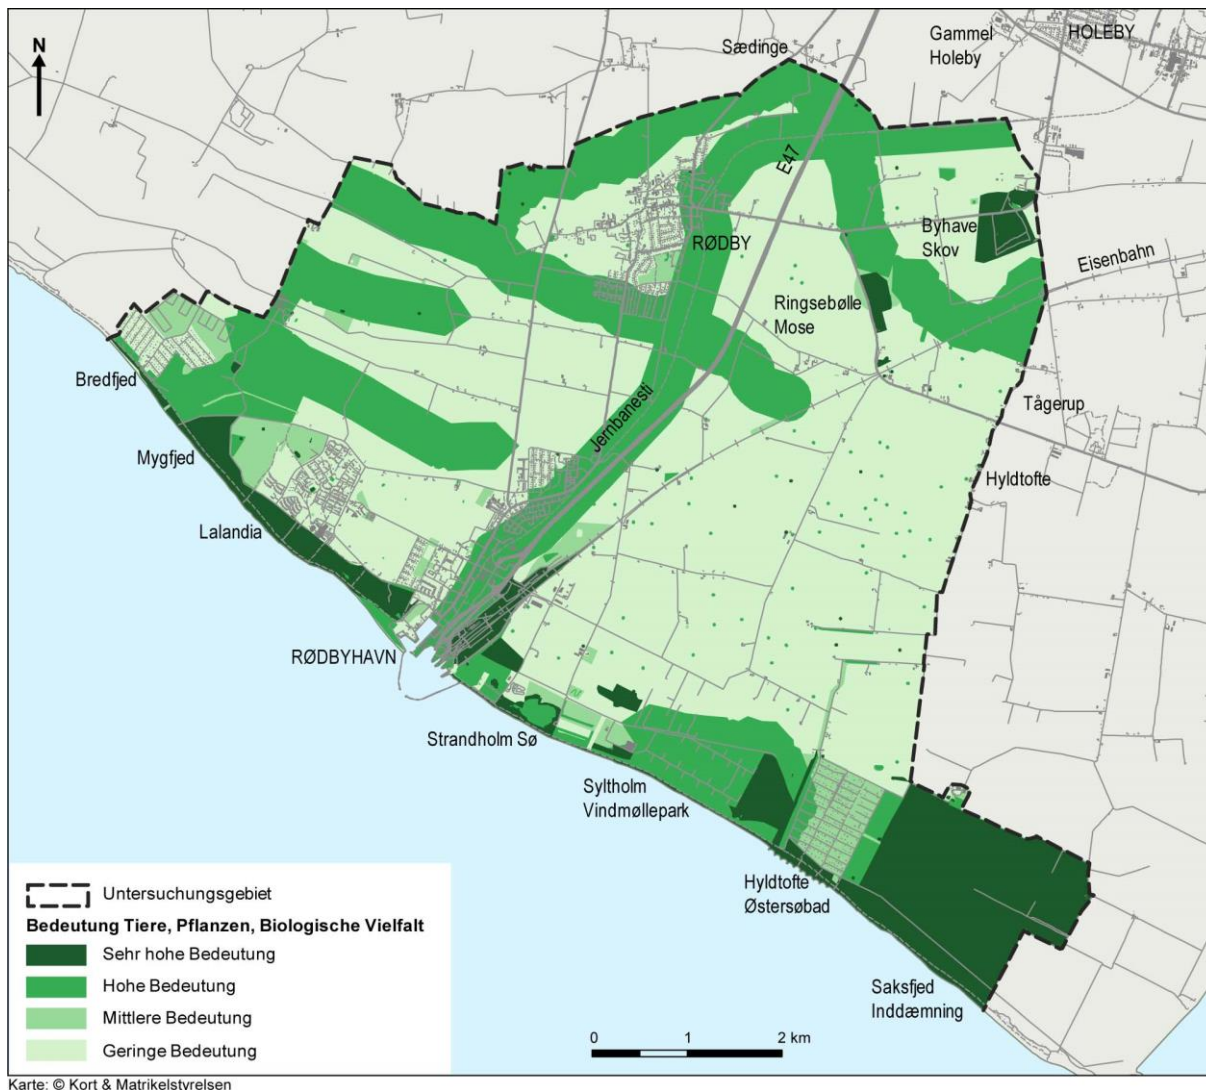 N
Sædinge
Gammel
Holeby
HOLEBY
E47
Byhave
Skov
RØDBY
Eisenbahn
Ringsebølle
Mose
Bredfjed
Jernbanesti
Tågerup
Mygfjed
Hyldtofte
Lalandia
RØDBYHAVN
Strandholm Sø
Syltholm
Vindmøllepark
Hyldtofte
Østersøbad
Saksfjed
Inddæmning
Untersuchungsgebiet
Bedeutung Tiere, Pflanzen, Biologische Vielfalt
Sehr hohe Bedeutung
Hohe Bedeutung
Mittlere Bedeutung
Geringe Bedeutung
0 1 2 km
Karte: © Kort & Matrikelstyrelsen